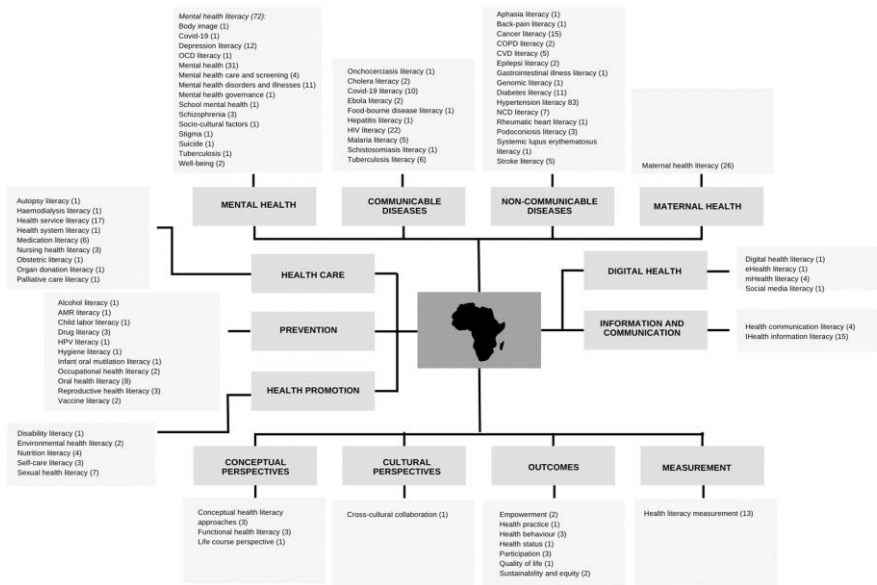 Mental health literacy (72):
Body image (1)
Covid-19 (1)
Depression literacy (12)
OCD literacy (1)
Mental health (31)
Mental health care and screening (4)
Mental health disorders and illnesses (11)
Mental health governance (1)
School mental health (1)
Schizophrenia (3)
Socio-cultural factors (1)
Stigma (1)
Suicide (1)
Tuberculosis (1)
Well-being (2)
Onchocerciasis literacy (1)
Cholera literacy (2)
Covid-19 literacy (10)
Ebola literacy (2)
Food-bourne disease literacy (1)
Hepatitis literacy (1)
HIV literacy (22)
Malaria literacy (5)
Schistosomiasis literacy (1)
Tuberculosis literacy (6)
Aphasia literacy (1)
Back-pain literacy (1)
Cancer literacy (15)
COPD literacy (2)
CVD literacy (5)
Epilepsi literacy (2)
Gastrointestinal illness literacy (1)
Genomic literacy (1)
Diabetes literacy (11)
Hypertension literacy 83)
NCD literacy (7)
Rheumatic heart literacy (1)
Podoconiosis literacy (3)
Systemic lupus erythematosus
literacy (1)
Stroke literacy (5)
Maternal health literacy (26)
MENTAL HEALTH
COMMUNICABLE
DISEASES
NON-COMMUNICABLE
DISEASES
MATERNAL HEALTH
Autopsy literacy (1)
Haemodialysis literacy (1)
Health service literacy (17)
Health system literacy (1)
Medication literacy (6)
Nursing health literacy (3)
Obstetric literacy (1)
Organ donation literacy (1)
Palliative care literacy (1)
HEALTH CARE
DIGITAL HEALTH
Digital health literacy (1)
eHealth literacy (1)
mHealth literacy (4)
Social media literacy (1)
Alcohol literacy (1)
AMR literacy (1)
Child labor literacy (1)
Drug literacy (3)
HPV literacy (1)
Hygiene literacy (1)
Infant oral mutilation literacy (1)
Occupational health literacy (2)
Oral health literacy (8)
Reproductive health literacy (3)
Vaccine literacy (2)
PREVENTION
INFORMATION AND
COMMUNICATION
Health communication literacy (4)
IHealth information literacy (15)
HEALTH PROMOTION
Disability literacy (1)
Environmental health literacy (2)
Nutrition literacy (4)
Self-care literacy (3)
Sexual health literacy (7)
CONCEPTUAL
PERSPECTIVES
CULTURAL
PERSPECTIVES
OUTCOMES
MEASUREMENT
Conceptual health literacy
approaches (3)
Functional health literacy (3)
Life course perspective (1)
Cross-cultural collaboration (1)
Empowerment (2)
Health practice (1)
Health behaviour (3)
Health status (1)
Participation (3)
Quality of life (1)
Sustainability and equity (2)
Health literacy measurement (13)